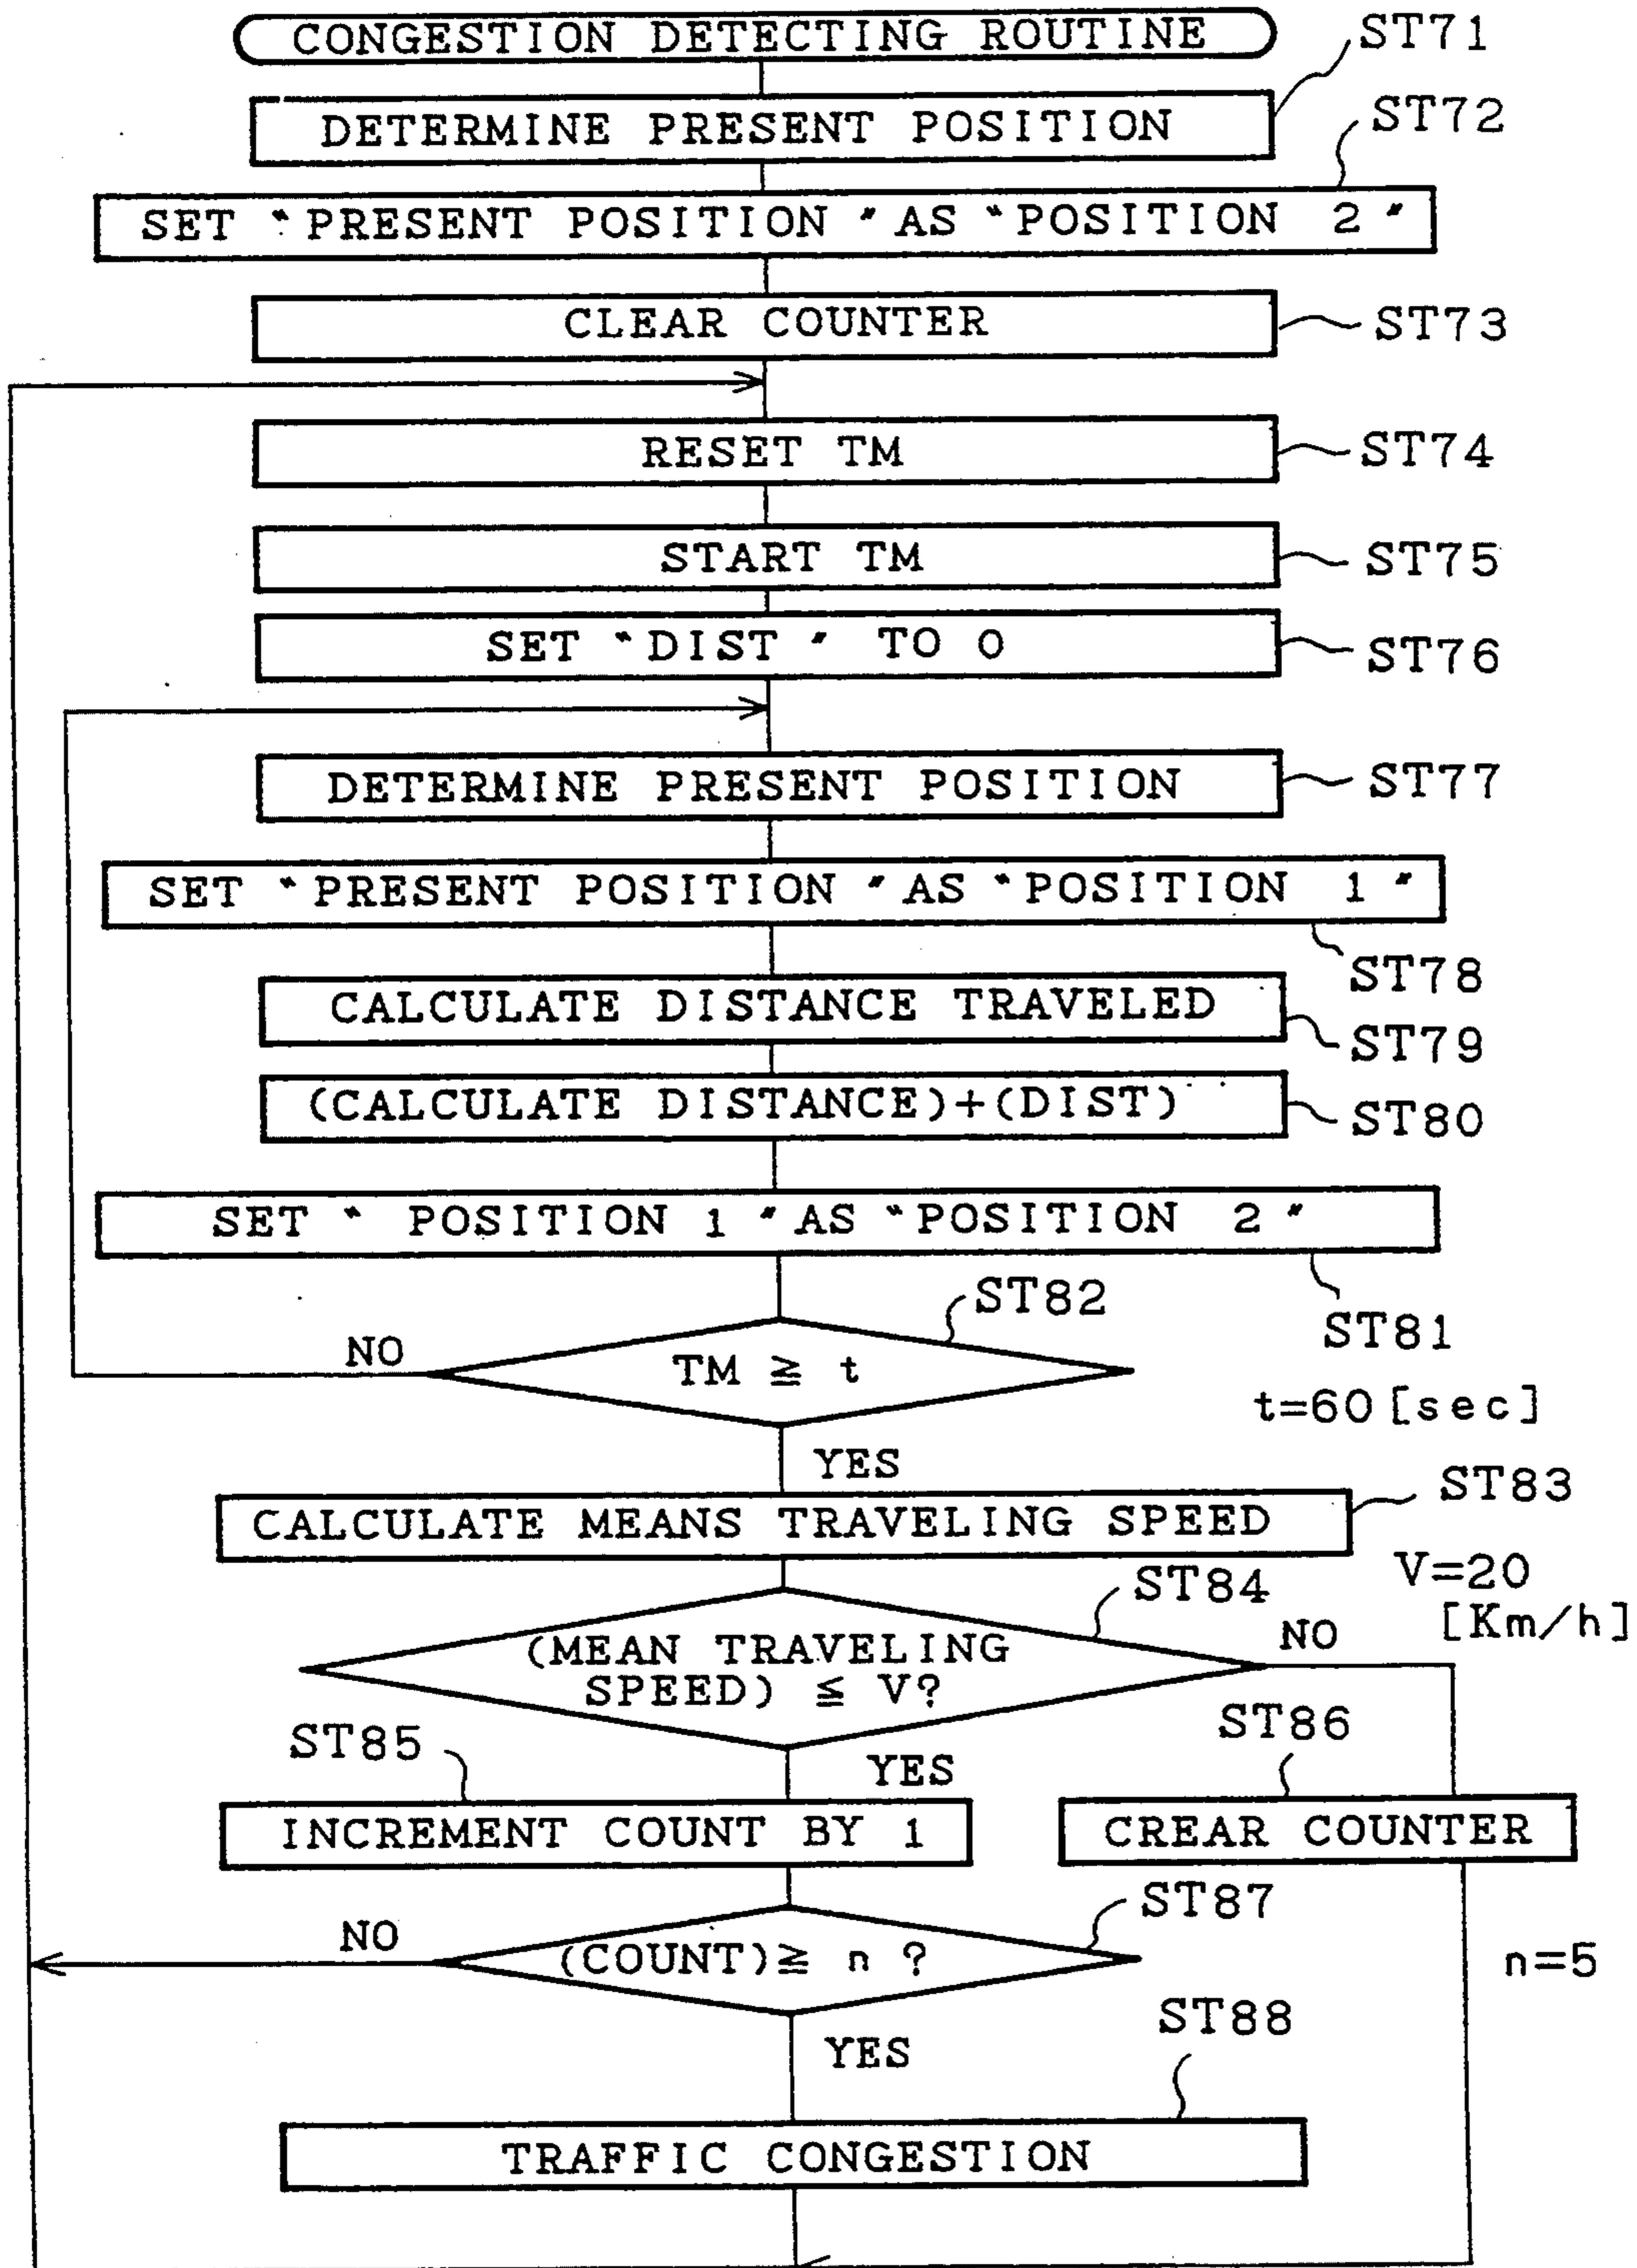 CONGESTION DETECTING ROUTINE
ST71
DETERMINE PRESENT POSITION
ST72
SET "PRESENT POSITION" AS "POSITION 2"
CLEAR COUNTER
ST73
RESET TM
ST74
START TM
ST75
SET "DIST" TO 0
ST76
DETERMINE PRESENT POSITION
ST77
SET "PRESENT POSITION" AS "POSITION 1"
ST78
CALCULATE DISTANCE TRAVELED
ST79
(CALCULATE DISTANCE)+(DIST)
ST80
SET "POSITION 1" AS "POSITION 2"
ST81
ST82
NO
TM ≧ t
t=60 [sec]
YES
ST83
CALCULATE MEANS TRAVELING SPEED
V=20
[Km/h]
ST84
(MEAN TRAVELING
SPEED) ≦ V?
NO
ST85
YES
ST86
INCREMENT COUNT BY 1
CREAR COUNTER
ST87
NO
(COUNT)≧ n ?
n=5
YES
ST88
TRAFFIC CONGESTION